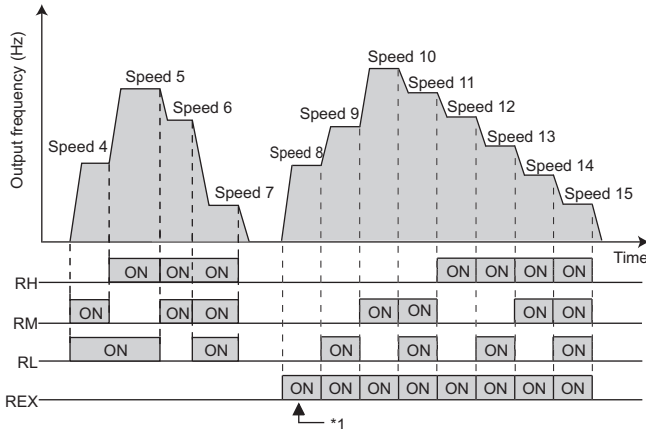 Output frequency (Hz)
Speed 4
Speed 5
Speed 6
Speed 7
Speed 8
Speed 9
Speed 10
Speed 11
Speed 12
Speed 13
Speed 14
Speed 15
Time
RH ON ON ON ON ON ON ON
RM ON ON ON ON ON ON ON
RL ON ON ON ON ON ON
REX ON ON ON ON ON ON ON ON
*1